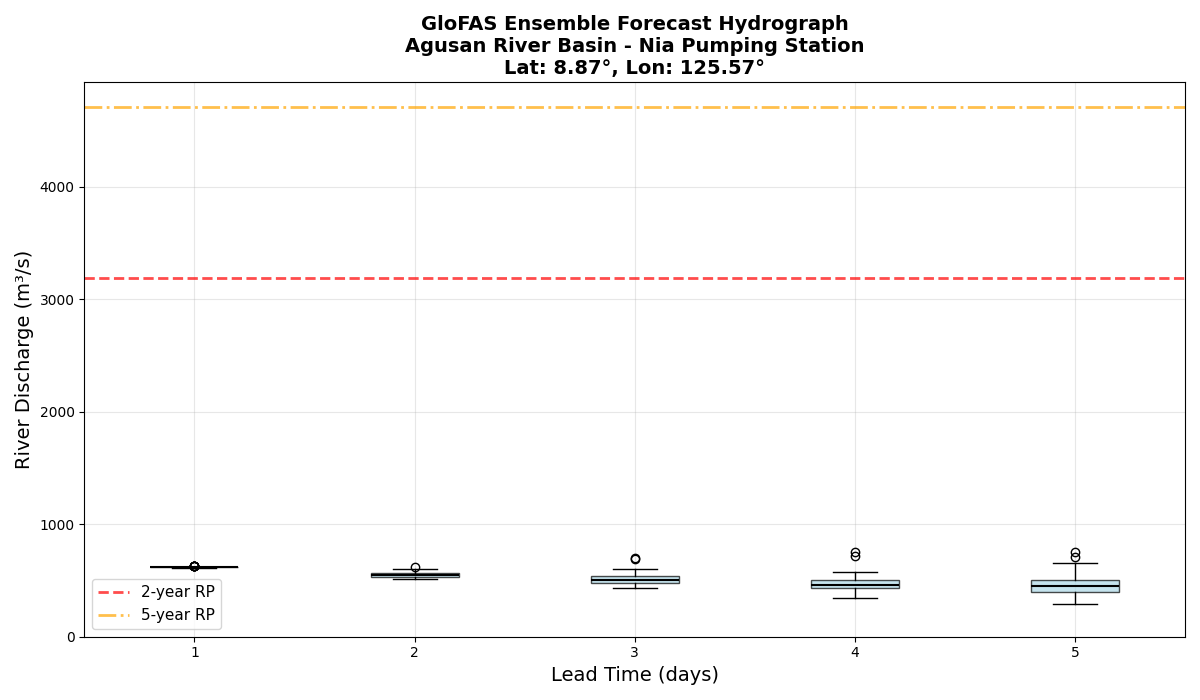 GloFAS Ensemble Forecast Hydrograph
Agusan River Basin - Nia Pumping Station
Lat: 8.87°, Lon: 125.57°
River Discharge (m³/s)
4000
3000
2000
1000
0
2-year RP
5-year RP
1 2 3 4 5
Lead Time (days)